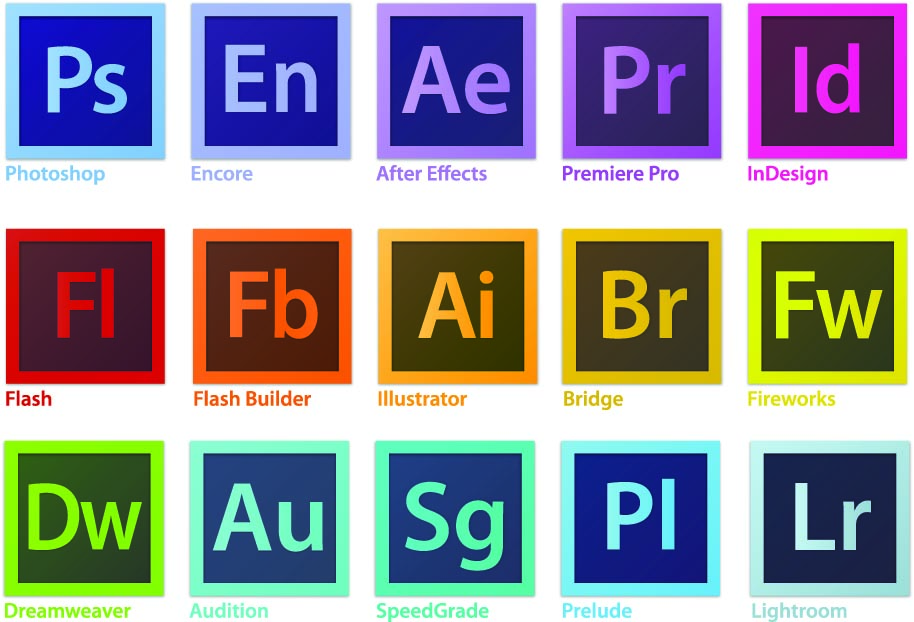 Ps En Ae Pr Id
Photoshop Encore After Effects Premiere Pro InDesign
Fl Fb Ai Br Fw
Flash Flash Builder Illustrator Bridge Fireworks
Dw Au Sg Pl Lr
Dreamweaver Audition SpeedGrade Prelude Lightroom